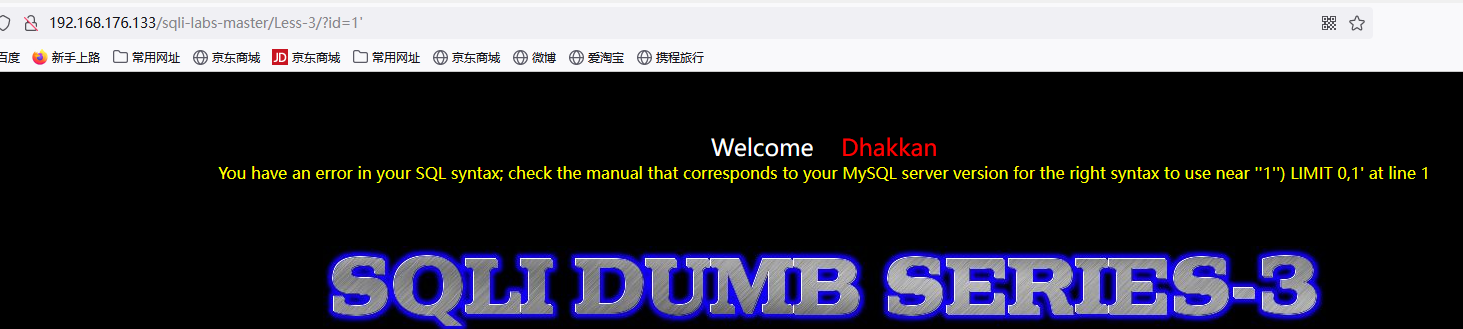 192.168.176.133/sqli-labs-master/Less-3/?id=1'
百度 新手上路 常用网址 京东商城 JD 京东商城 常用网址 京东商城 微博 爱淘宝 携程旅行
Welcome Dhakkan
You have an error in your SQL syntax; check the manual that corresponds to your MySQL server version for the right syntax to use near ''1'') LIMIT 0,1' at line 1
SQLI DUMB SERIES-3